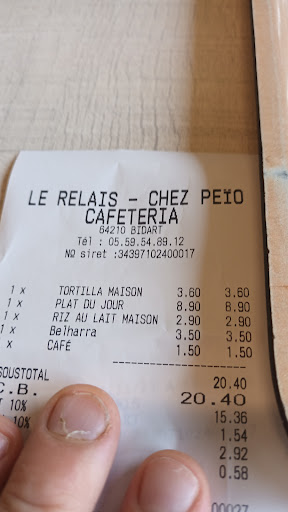 LE RELAIS - CHEZ PEÏO
CAFETERIA
64210 BIDART
Tél : 05.59.54.89.12
N@ siret :34397102400017
1 x TORTILLA MAISON 3.60 3.60
1 x PLAT DU JOUR 8.90 8.90
1 x RIZ AU LAIT MAISON 2.90 2.90
1 x Belharra 3.50 3.50
x CAFÉ 1.50 1.50
SOUSTOTAL 20.40
C.B. 20.40
10% 15.36
10% 1.54
2.92
0.58
00027